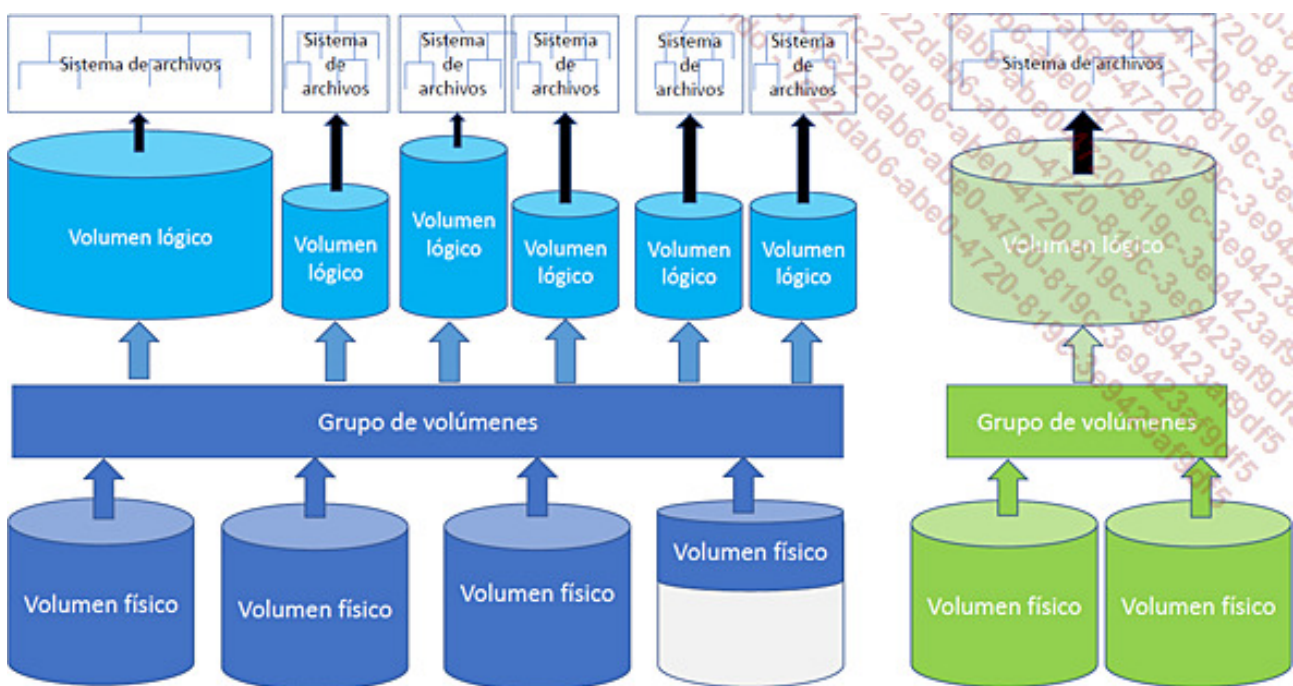 Sistema de archivos
Sistema
de
archivos
Sistema
de
archivos
Sistema
de
archivos
Sistema
de
archivos
Sistema
de
archivos
Sistema de archivos
Volumen lógico
Volumen
lógico
Volumen
lógico
Volumen
lógico
Volumen
lógico
Volumen
lógico
Volumen lógico
Grupo de volúmenes
Grupo de volúmenes
Volumen físico
Volumen físico
Volumen físico
Volumen físico
Volumen físico
Volumen físico